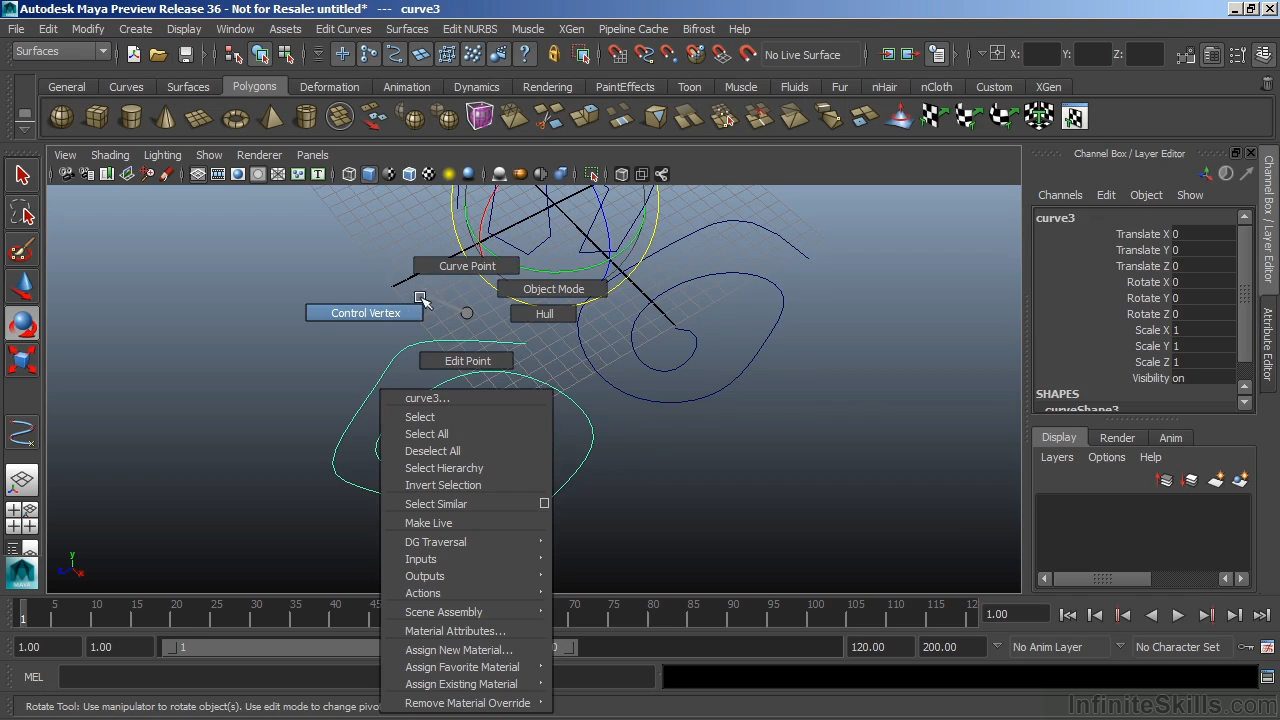 Autodesk Maya Preview Release 36 - Not for Resale: untitled* --- curve3
File Edit Modify Create Display Window Assets Edit Curves Surfaces Edit NURBS Muscle XGen Pipeline Cache Bifrost Help
Surfaces No Live Surface X: Y: Z:
General Curves Surfaces Polygons Deformation Animation Dynamics Rendering PaintEffects Toon Muscle Fluids Fur nHair nCloth Custom XGen
View Shading Lighting Show Renderer Panels
Channel Box / Layer Editor
Channels Edit Object Show
curve3
Translate X 0
Translate Y 0
Translate Z 0
Rotate X 0
Rotate Y 0
Rotate Z 0
Scale X 1
Scale Y 1
Scale Z 1
Visibility on
SHAPES
curveShape3
Channel Box / Layer Editor
Attribute Editor
Display Render Anim
Layers Options Help
Curve Point
Object Mode
Control Vertex
Hull
Edit Point
curve3...
Select
Select All
Deselect All
Select Hierarchy
Invert Selection
Select Similar
Make Live
DG Traversal
Inputs
Outputs
Actions
Scene Assembly
Material Attributes...
Assign New Material...
Assign Favorite Material
Assign Existing Material
Remove Material Override
y
x
1 5 10 15 20 25 30 35 40 45 70 75 80 85 90 95 100 105 110 115 12
1.00
1.00 1.00 1 120.00 200.00 No Anim Layer No Character Set
MEL
Rotate Tool: Use manipulator to rotate object(s). Use edit mode to change pivo
InfiniteSkills.com